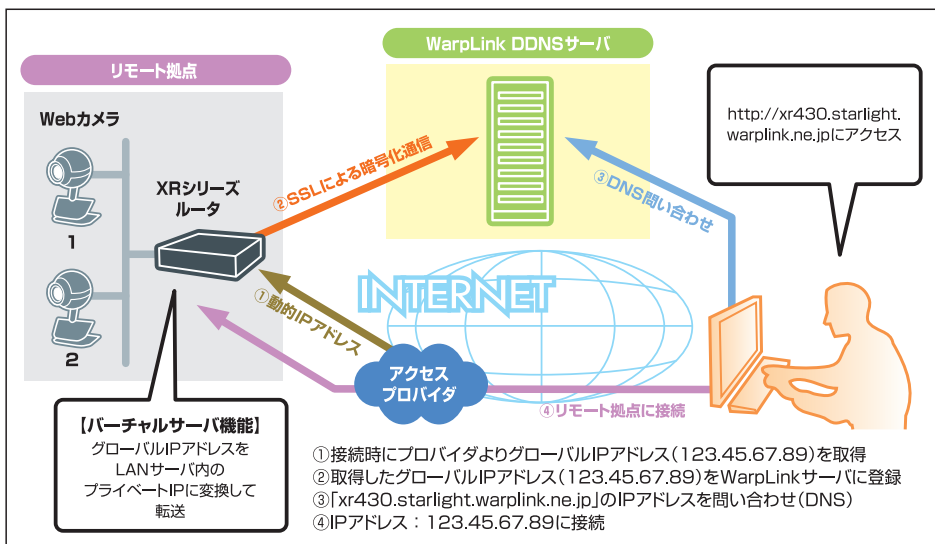 WarpLink DDNSサーバ
リモート拠点
Webカメラ
1
2
XRシリーズ
ルータ
②SSLによる暗号化通信
③DNS問い合わせ
http://xr430.starlight.
warplink.ne.jpにアクセス
INTERNET
①動的IPアドレス
アクセス
プロバイダ
④リモート拠点に接続
【バーチャルサーバ機能】
グローバルIPアドレスを
LANサーバ内の
プライベートIPに変換して
転送
①接続時にプロバイダよりグローバルIPアドレス(123.45.67.89)を取得
②取得したグローバルIPアドレス(123.45.67.89)をWarpLinkサーバに登録
③「xr430.starlight.warplink.ne.jp」のIPアドレスを問い合わせ(DNS)
④IPアドレス：123.45.67.89に接続